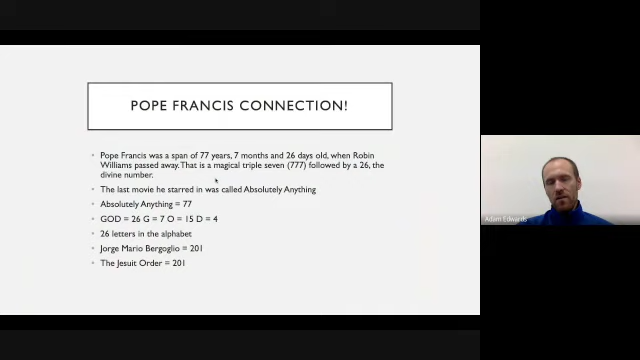 POPE FRANCIS CONNECTION!
Pope Francis was a span of 77 years, 7 months and 26 days old, when Robin
Williams passed away. That is a magical triple seven (777) followed by a 26, the
divine number.
The last movie he starred in was called Absolutely Anything
Absolutely Anything = 77
GOD = 26 G = 7 O = 15 D = 4
26 letters in the alphabet
Jorge Mario Bergoglio = 201
The Jesuit Order = 201
Adam Edwards